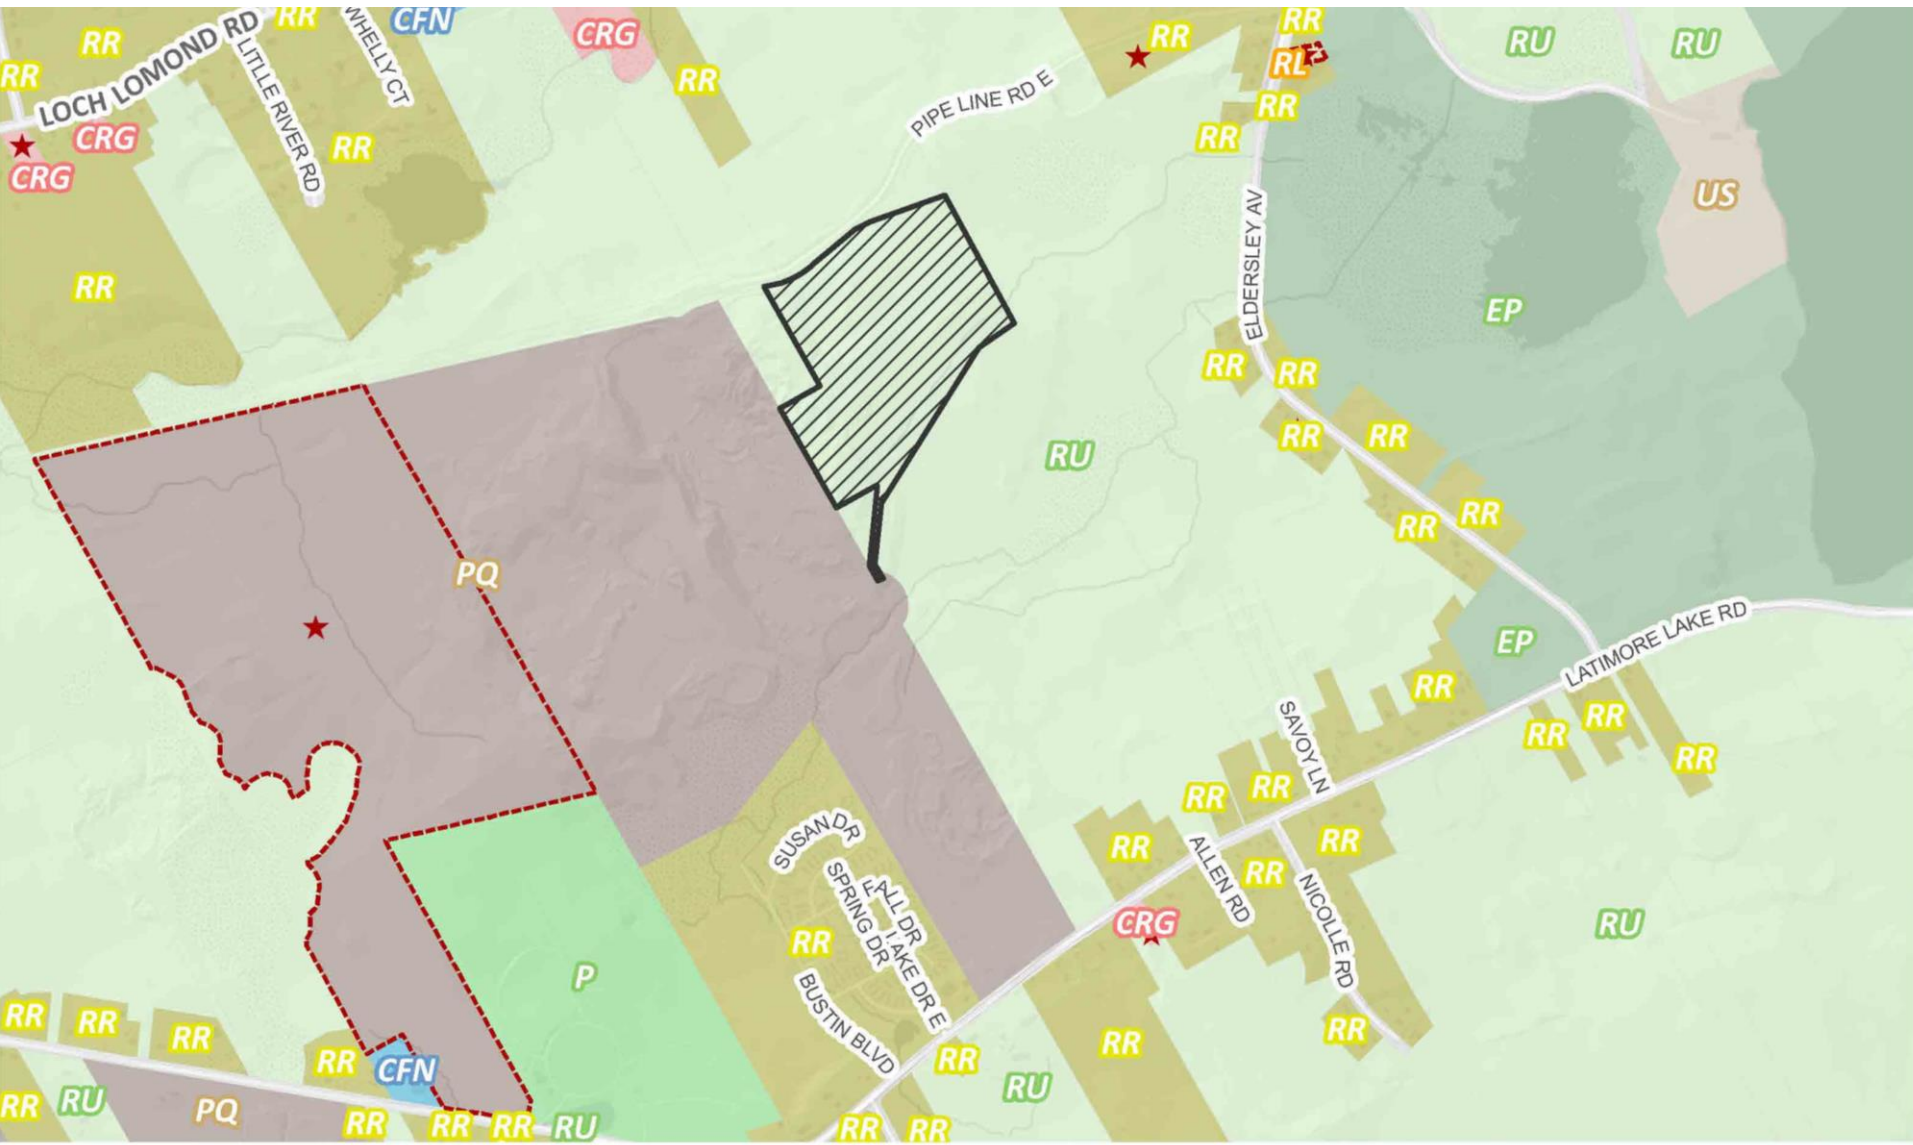 RR
CFN
CRG
RR
RR
RR
RU
RU
RR
LOCH LOMOND RD
LITLLE RIVER RD
WHELLY CT
RR
RL
PIPE LINE RD E
RR
CRG
RR
RR
CRG
US
RR
ELDERSLEY AV
EP
RR
RR
RR
RR
RU
RR
RR
PQ
EP
LATIMORE LAKE RD
RR
SAVOY LN
RR
RR
RR
RR
RR
SUSAN DR
RR
RR
ALLEN RD
RR
SPRING DR
FALL DR
LAKE DR E
NICOLLE RD
CRG
RU
RR
P
BUSTIN BLVD
RR
RR
RR
RR
RR
RR
RR
CFN
RU
RR
RU
PQ
RR
RR
RR
RU
RR
RR